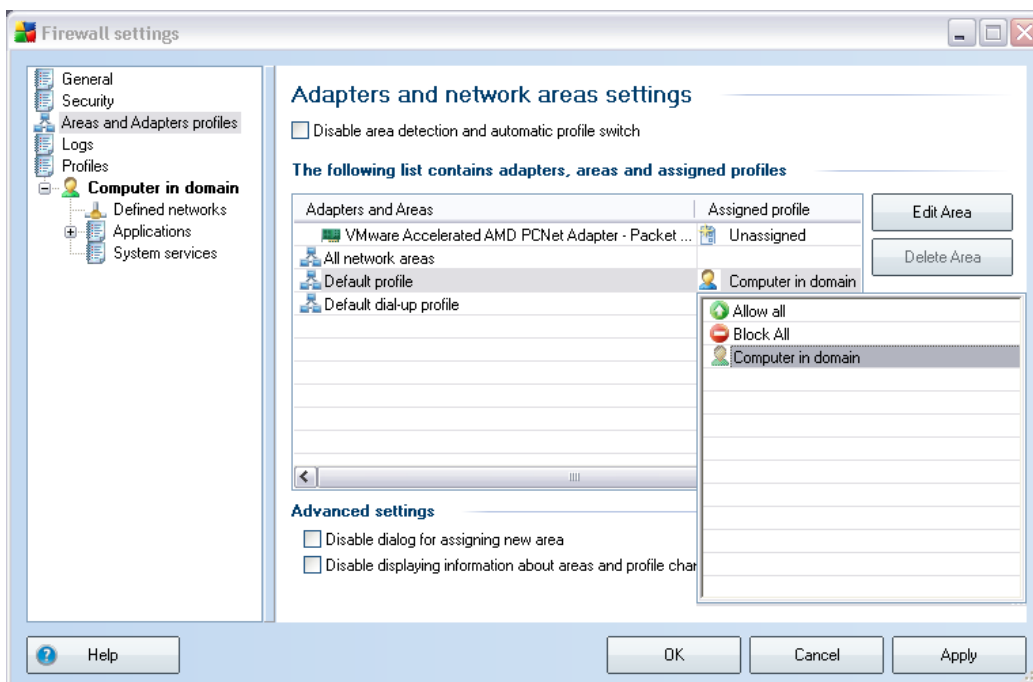 Firewall settings
General
Security
Areas and Adapters profiles
Logs
Profiles
Computer in domain
Defined networks
Applications
System services
Adapters and network areas settings
Disable area detection and automatic profile switch
The following list contains adapters, areas and assigned profiles
Adapters and Areas Assigned profile
VMware Accelerated AMD PCNet Adapter - Packet ... Unassigned
All network areas
Default profile Computer in domain
Default dial-up profile
Edit Area
Delete Area
Allow all
Block All
Computer in domain
Advanced settings
Disable dialog for assigning new area
Disable displaying information about areas and profile char
Help
OK
Cancel
Apply